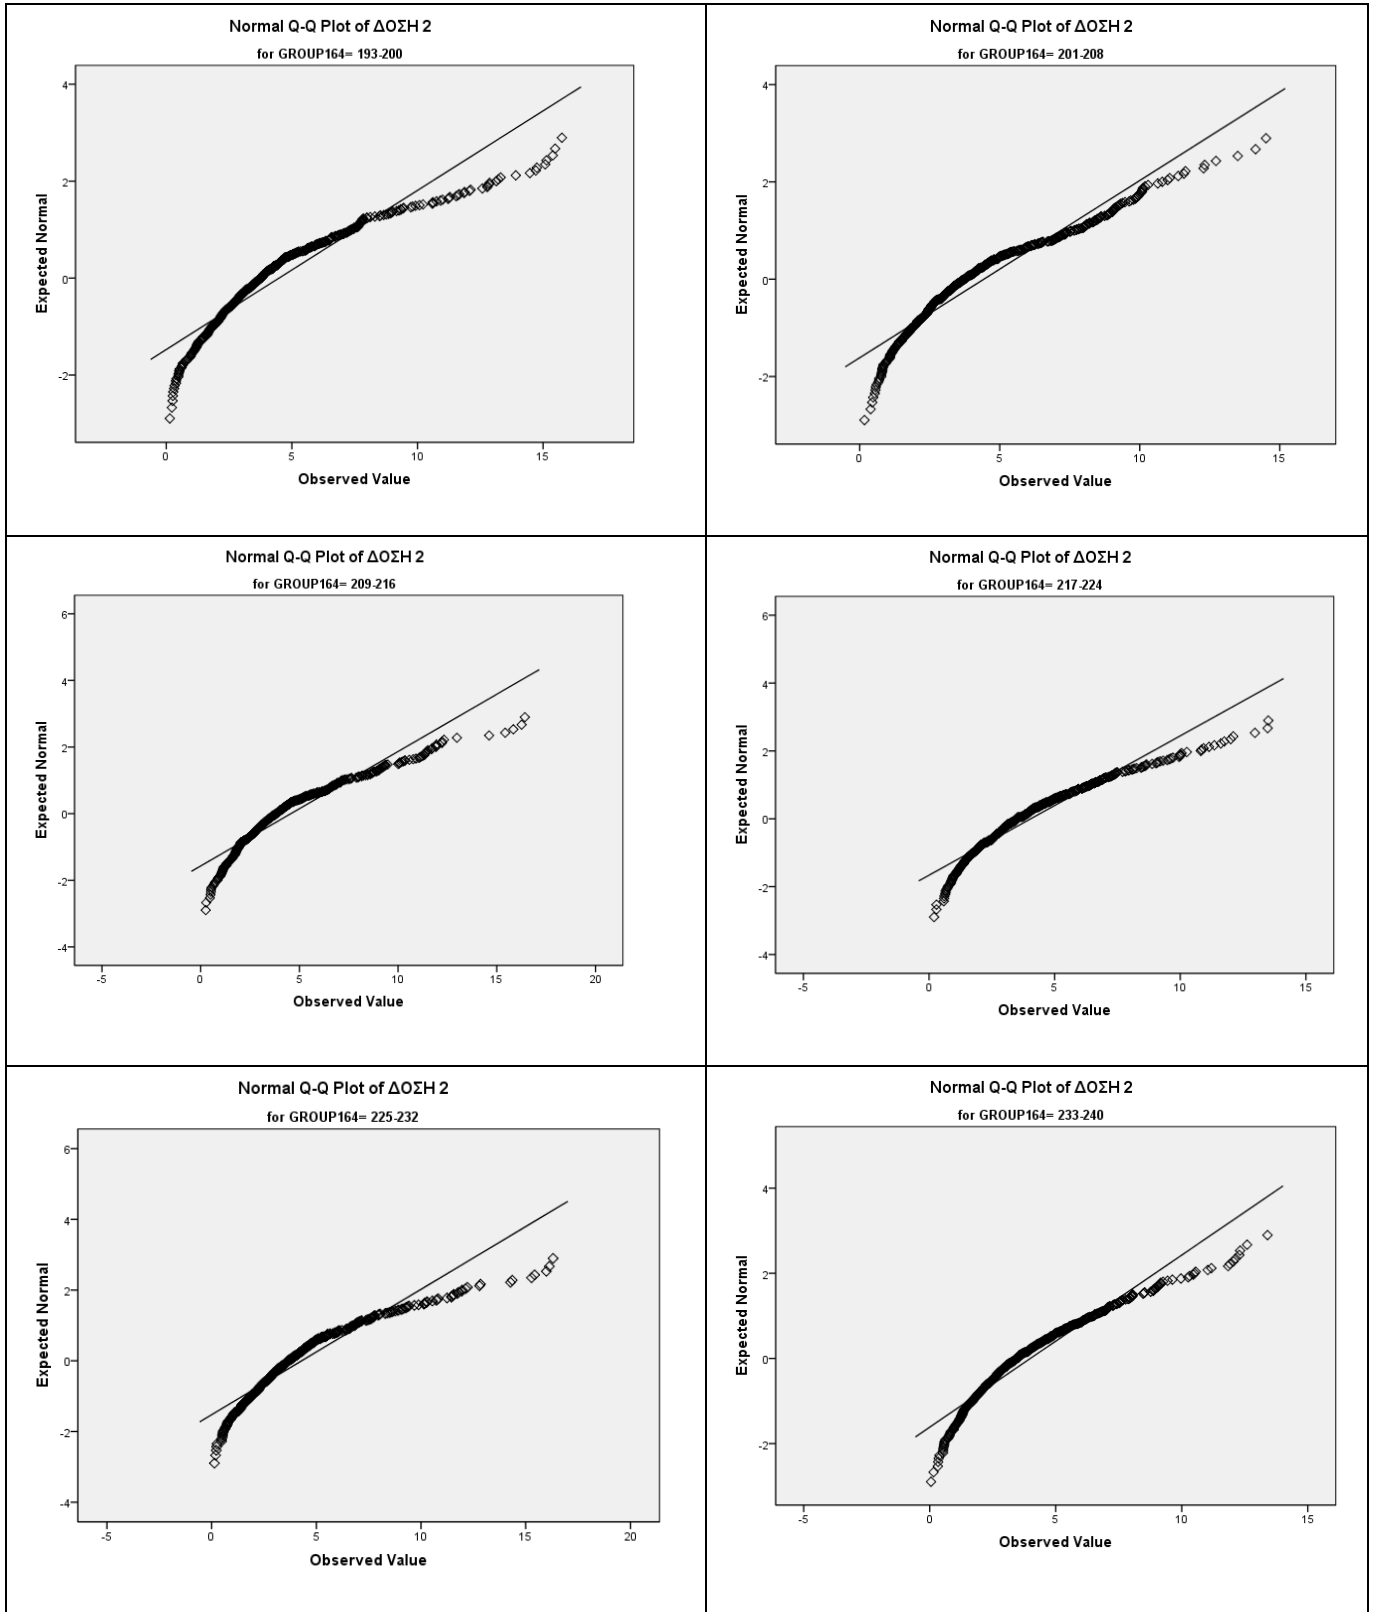 Normal Q-Q Plot of ΔΟΣΗ 2
for GROUP164= 193-200
4
2
0
-2
Expected Normal
0 5 10 15
Observed Value
Normal Q-Q Plot of ΔΟΣΗ 2
for GROUP164= 201-208
4
2
0
-2
Expected Normal
0 5 10 15
Observed Value
Normal Q-Q Plot of ΔΟΣΗ 2
for GROUP164= 209-216
6
4
2
0
-2
-4
Expected Normal
-5 0 5 10 15 20
Observed Value
Normal Q-Q Plot of ΔΟΣΗ 2
for GROUP164= 217-224
6
4
2
0
-2
-4
Expected Normal
-5 0 5 10 15
Observed Value
Normal Q-Q Plot of ΔΟΣΗ 2
for GROUP164= 225-232
6
4
2
0
-2
-4
Expected Normal
-5 0 5 10 15 20
Observed Value
Normal Q-Q Plot of ΔΟΣΗ 2
for GROUP164= 233-240
4
2
0
-2
Expected Normal
-5 0 5 10 15
Observed Value